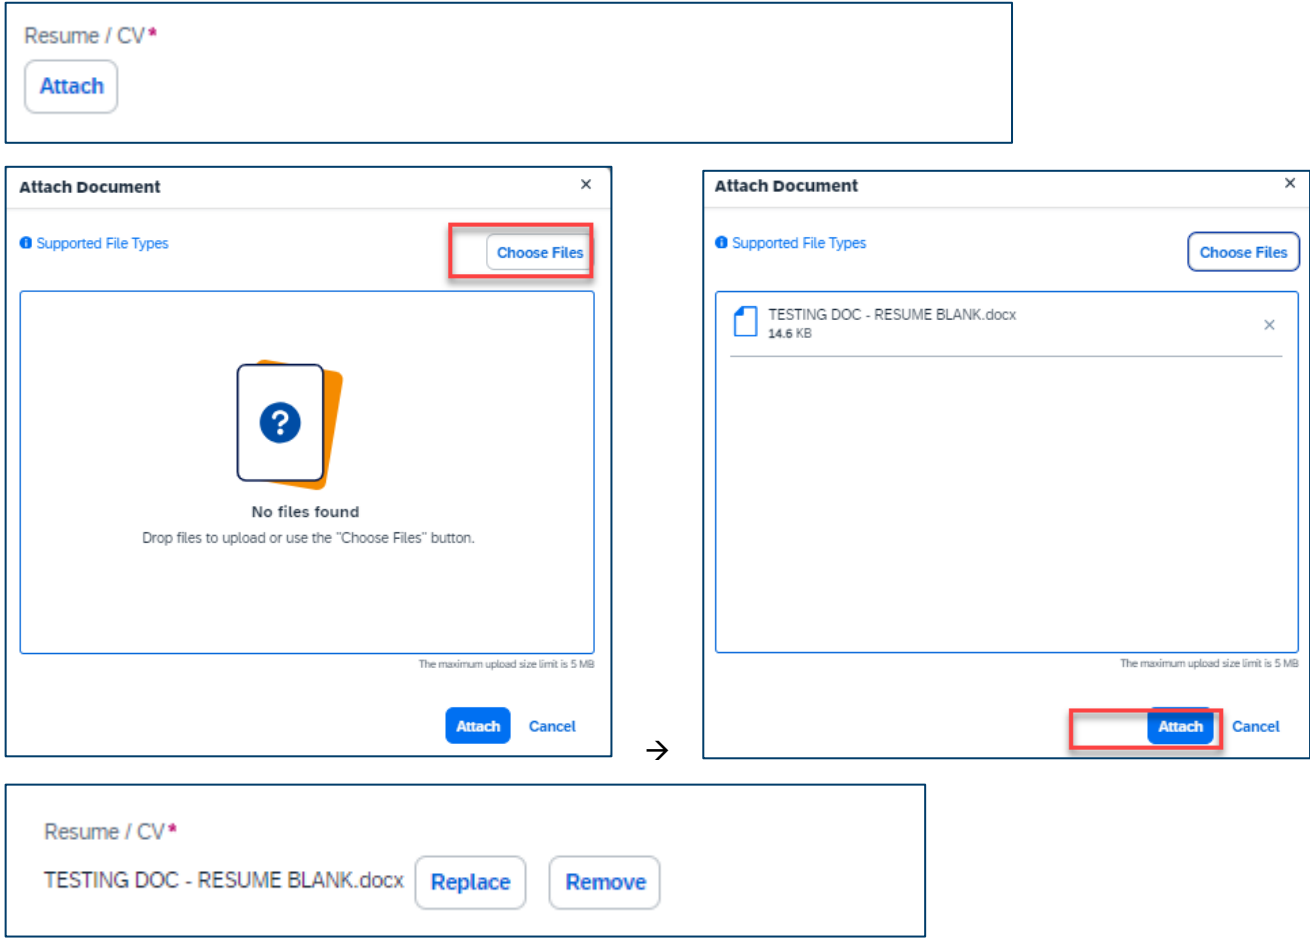 Resume / CV*
Attach
Attach Document ×
Supported File Types
Choose Files
?
No files found
Drop files to upload or use the "Choose Files" button.
The maximum upload size limit is 5 MB
Attach Cancel
→
Attach Document ×
Supported File Types
Choose Files
TESTING DOC - RESUME BLANK.docx
14.6 KB
×
The maximum upload size limit is 5 MB
Attach Cancel
Resume / CV*
TESTING DOC - RESUME BLANK.docx Replace Remove